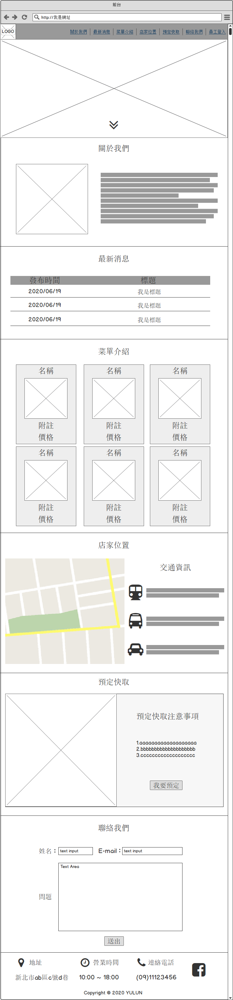 前台
http://我是網址
LOGO
關於我們 最新消息 菜單介紹 店家位置 預定快取 聯絡我們 員工登入
關於我們
最新消息
發布時間 標題
2020/06/19 我是標題
2020/06/19 我是標題
2020/06/19 我是標題
菜單介紹
名稱 名稱 名稱
附註 附註 附註
價格 價格 價格
名稱 名稱 名稱
附註 附註 附註
價格 價格 價格
店家位置
交通資訊
預定快取
預定快取注意事項
1.aaaaaaaaaaaaaaaaaaa
2.bbbbbbbbbbbbbbbbbbbb
3.ccccccccccccccccccc
我要預定
聯絡我們
姓名： text input E-mail： text input
Text Area
問題
送出
地址 營業時間 連絡電話
新北市ab區c號d巷 10:00 ~ 18:00 (09)11123456
Copyright © 2020 YULUN